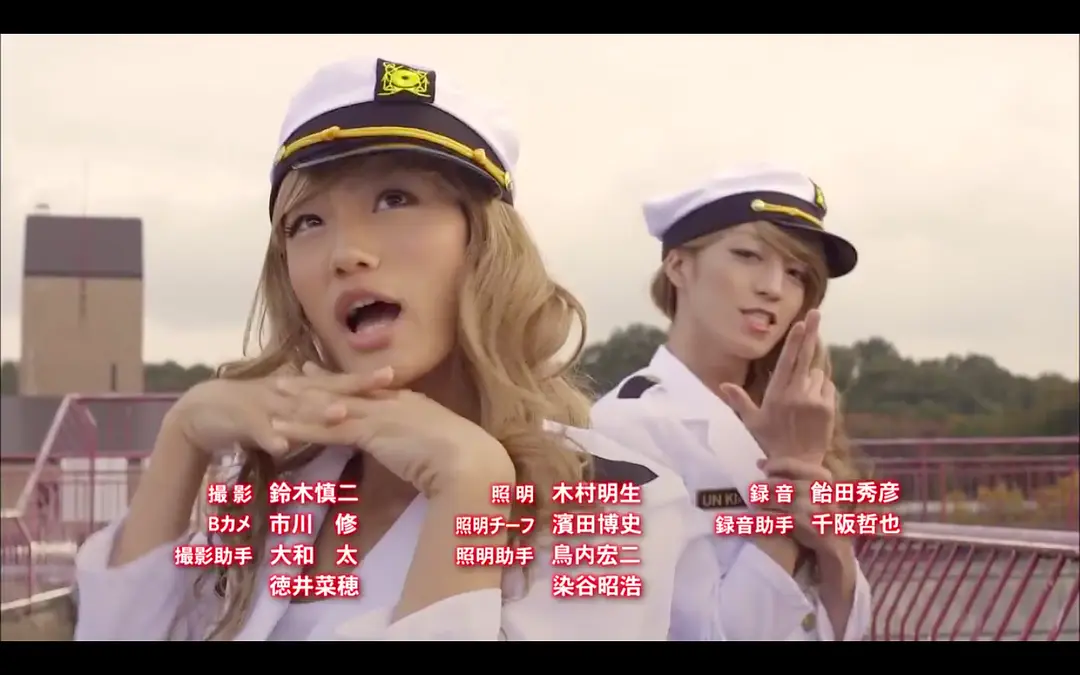 撮影 鈴木慎二
Bカメ 市川 修
撮影助手 大和 太
徳井菜穂
照明 木村明生
照明チーフ 濱田博史
照明助手 鳥内宏二
染谷昭浩
録音 飴田秀彦
録音助手 千阪哲也
UN KI